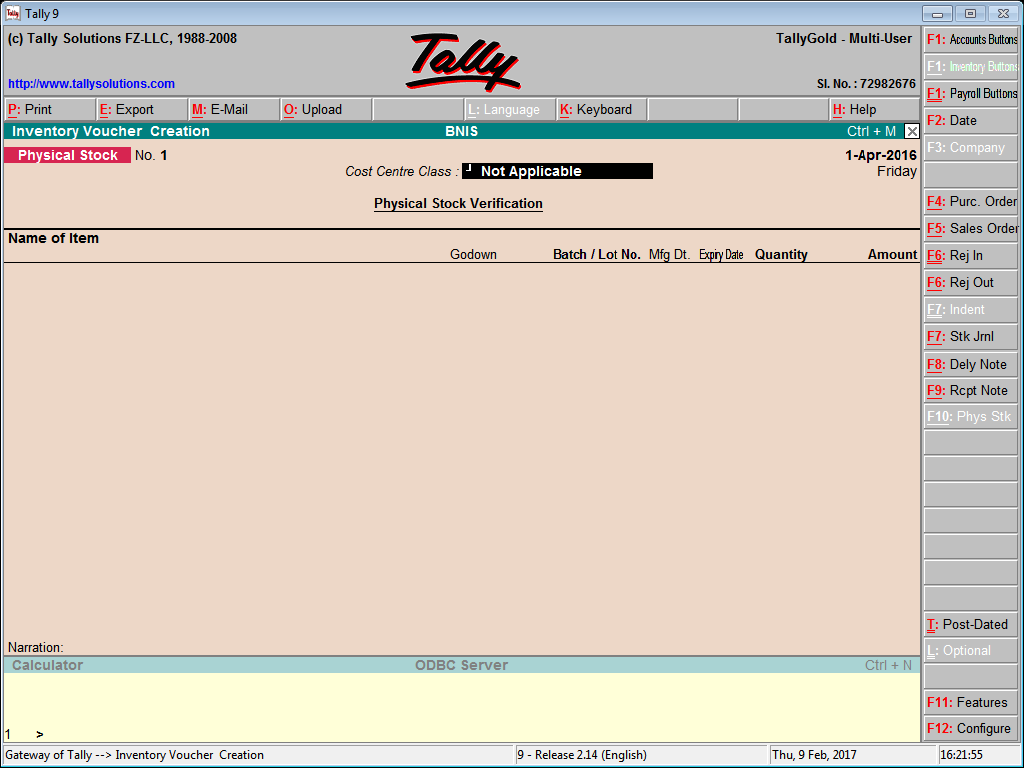 Tally 9
(c) Tally Solutions FZ-LLC, 1988-2008
Tally
TallyGold - Multi-User
http://www.tallysolutions.com
Sl. No. : 72982676
P: Print E: Export M: E-Mail O: Upload L: Language K: Keyboard H: Help
Inventory Voucher Creation BNIS Ctrl + M
Physical Stock No. 1 1-Apr-2016
Cost Centre Class : ┘ Not Applicable Friday
Physical Stock Verification
Name of Item
Godown Batch / Lot No. Mfg Dt. Expiry Date Quantity Amount
Narration:
Calculator ODBC Server Ctrl + N
1 >
F1: Accounts Buttons
F1: Inventory Buttons
F1: Payroll Buttons
F2: Date
F3: Company
F4: Purc. Order
F5: Sales Order
F6: Rej In
F6: Rej Out
F7: Indent
F7: Stk Jrnl
F8: Dely Note
F9: Rcpt Note
F10: Phys Stk
T: Post-Dated
L: Optional
F11: Features
F12: Configure
Gateway of Tally --> Inventory Voucher Creation 9 - Release 2.14 (English) Thu, 9 Feb, 2017 16:21:55